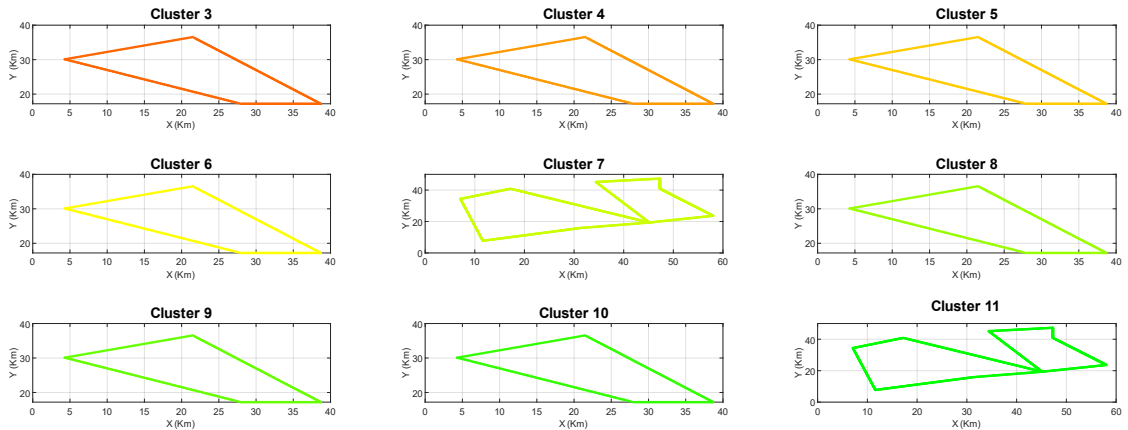 Cluster 3
40
30
20
Y (Km)
0 5 10 15 20 25 30 35 40
X (Km)
Cluster 4
40
30
20
Y (Km)
0 5 10 15 20 25 30 35 40
X (Km)
Cluster 5
40
30
20
Y (Km)
0 5 10 15 20 25 30 35 40
X (Km)
Cluster 6
40
30
20
Y (Km)
0 5 10 15 20 25 30 35 40
X (Km)
Cluster 7
40
20
0
Y (Km)
0 10 20 30 40 50 60
X (Km)
Cluster 8
40
30
20
Y (Km)
0 5 10 15 20 25 30 35 40
X (Km)
Cluster 9
40
30
20
Y (Km)
0 5 10 15 20 25 30 35 40
X (Km)
Cluster 10
40
30
20
Y (Km)
0 5 10 15 20 25 30 35 40
X (Km)
Cluster 11
40
20
0
Y (Km)
0 10 20 30 40 50 60
X (Km)